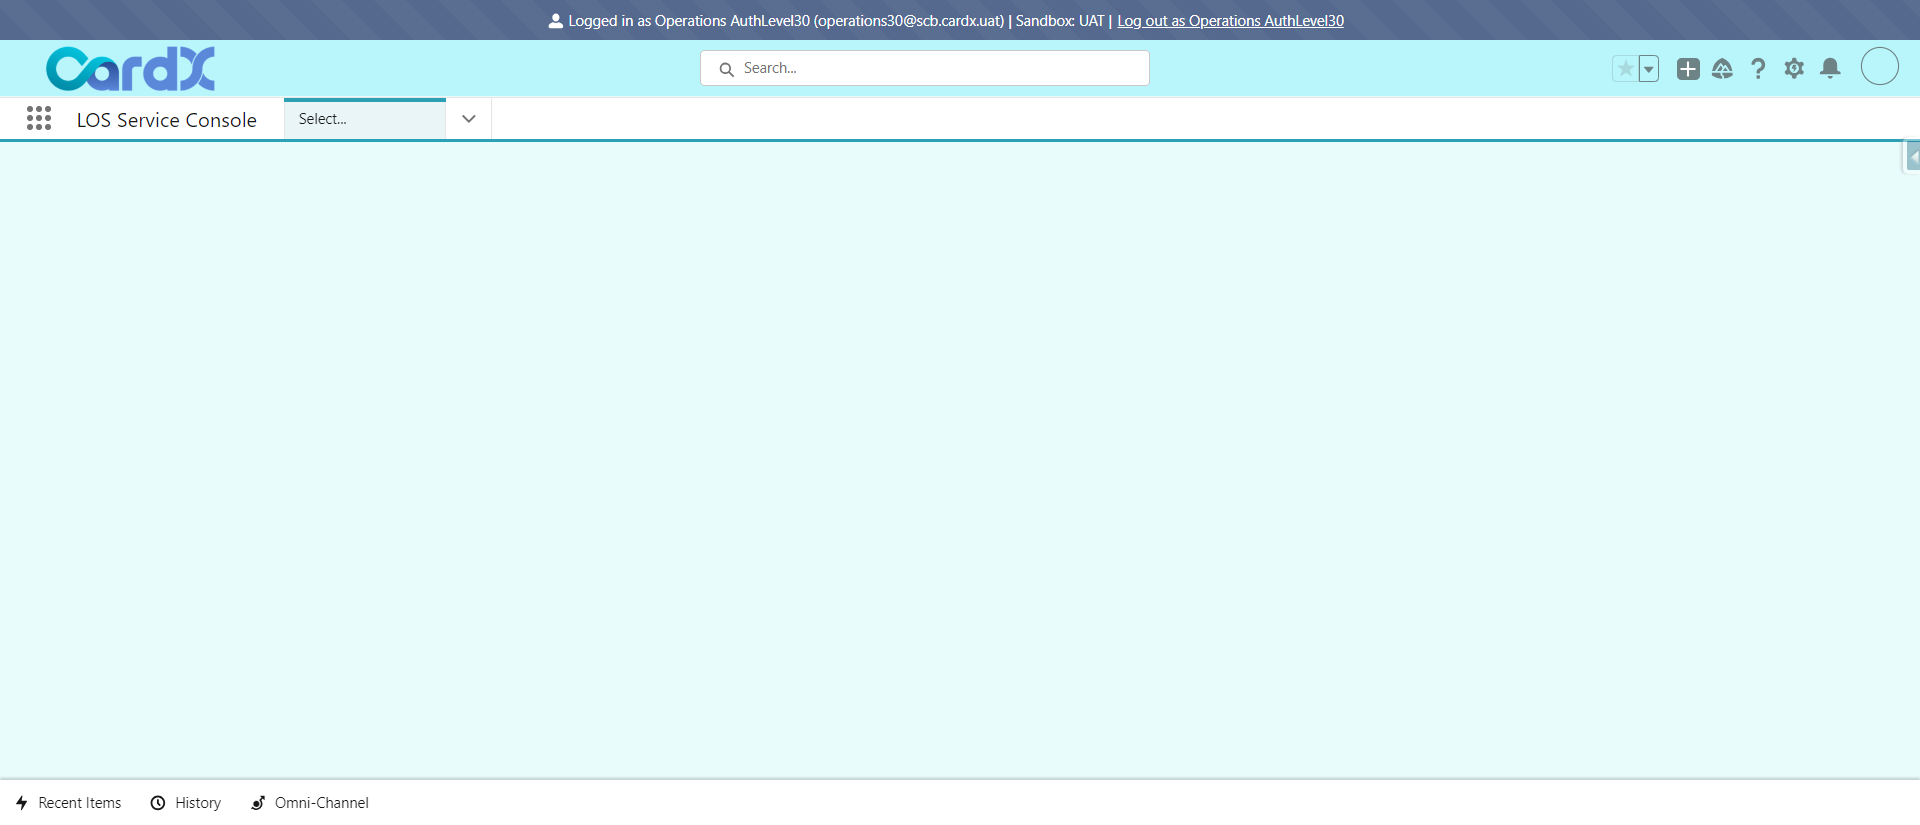 Logged in as Operations AuthLevel30 (operations30@scb.cardx.uat) | Sandbox: UAT | Log out as Operations AuthLevel30
CardX
Search...
LOS Service Console
Select...
Recent Items
History
Omni-Channel